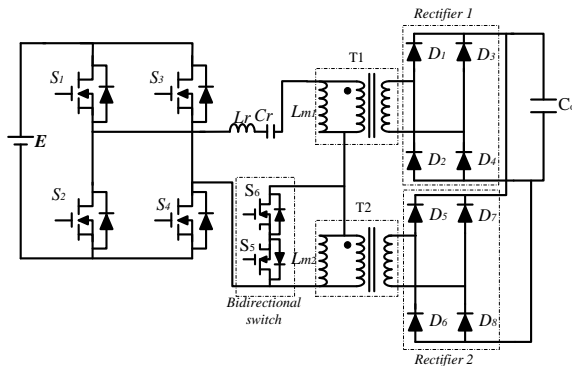 Rectifier 1
T1
D1
D3
S1
S3
Lr
Cr
Lm1
E
D2
D4
S2
S4
S6
T2
D5
D7
S5
Lm2
Bidirectional
switch
D6
D8
Rectifier 2